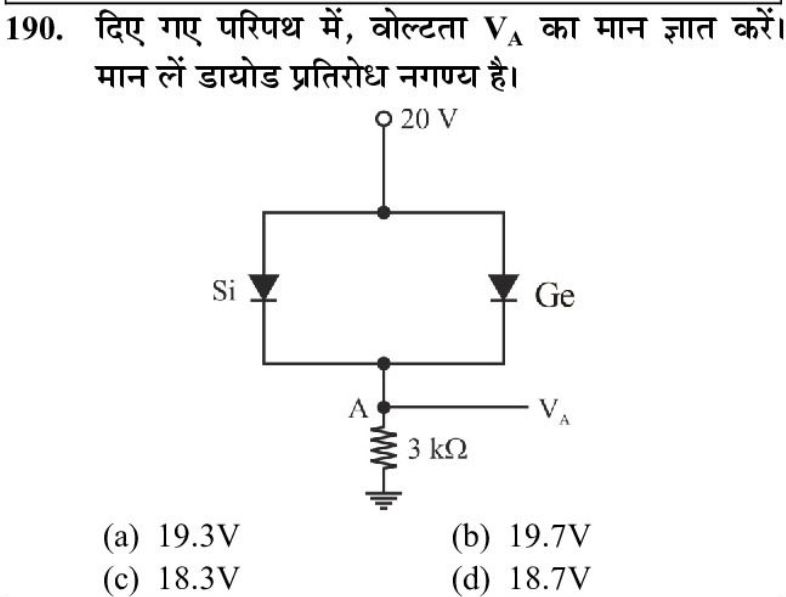 190. दिए गए परिपथ में, वोल्टता V_A का मान ज्ञात करें।
मान लें डायोड प्रतिरोध नगण्य है।
20 V
Si
Ge
A
V_A
3 kΩ
(a) 19.3V (b) 19.7V
(c) 18.3V (d) 18.7V